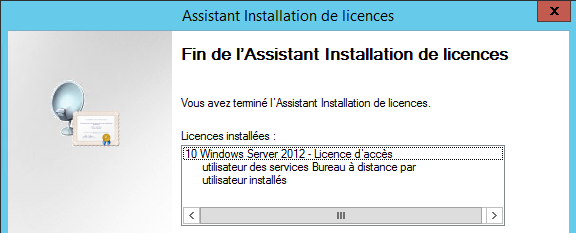 Assistant Installation de licences
x
Fin de l'Assistant Installation de licences
Vous avez terminé l'Assistant Installation de licences.
Licences installées :
10 Windows Server 2012 - Licence d'accès
utilisateur des services Bureau à distance par
utilisateur installés